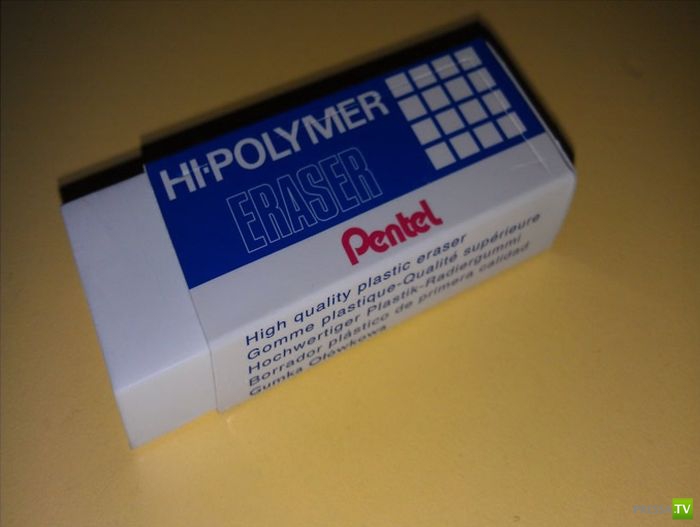 HI-POLYMER
ERASER
Pentel
High quality plastic eraser
Gomme plastique-Qualité supérieure
Hochwertiger Plastik-Radiergummi
Borrador plástico de primera calidad
Gumka Ołówkowa
.TV